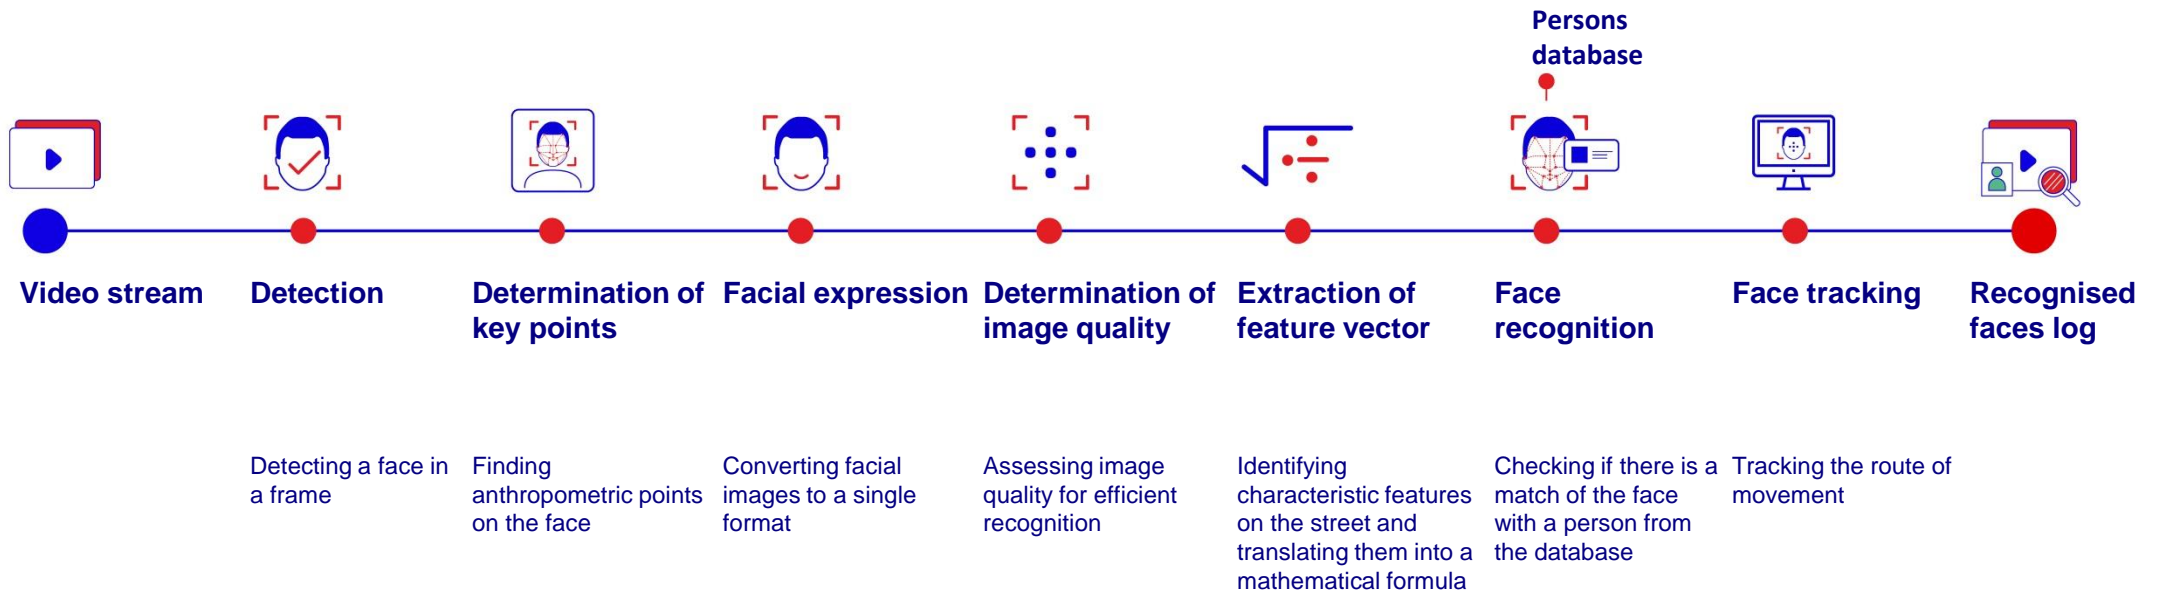 Persons
database
Video stream
Detection
Determination of
key points
Facial expression
Determination of
image quality
Extraction of
feature vector
Face
recognition
Face tracking
Recognised
faces log
Detecting a face in
a frame
Finding
anthropometric points
on the face
Converting facial
images to a single
format
Assessing image
quality for efficient
recognition
Identifying
characteristic features
on the street and
translating them into a
mathematical formula
Checking if there is a
match of the face
with a person from
the database
Tracking the route of
movement